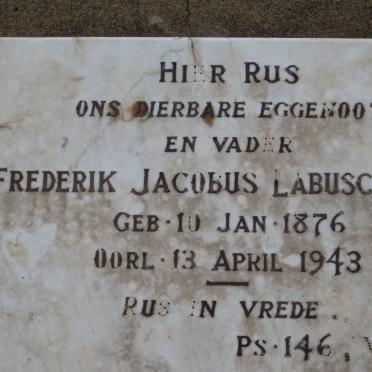 HIER RUS
ONS DIERBARE EGGENOO
EN VADER
FREDERIK JACOBUS LABUSC
GEB · 10 JAN · 1876
OORL · 13 APRIL 1943
RUS IN VREDE .
PS · 146 ,